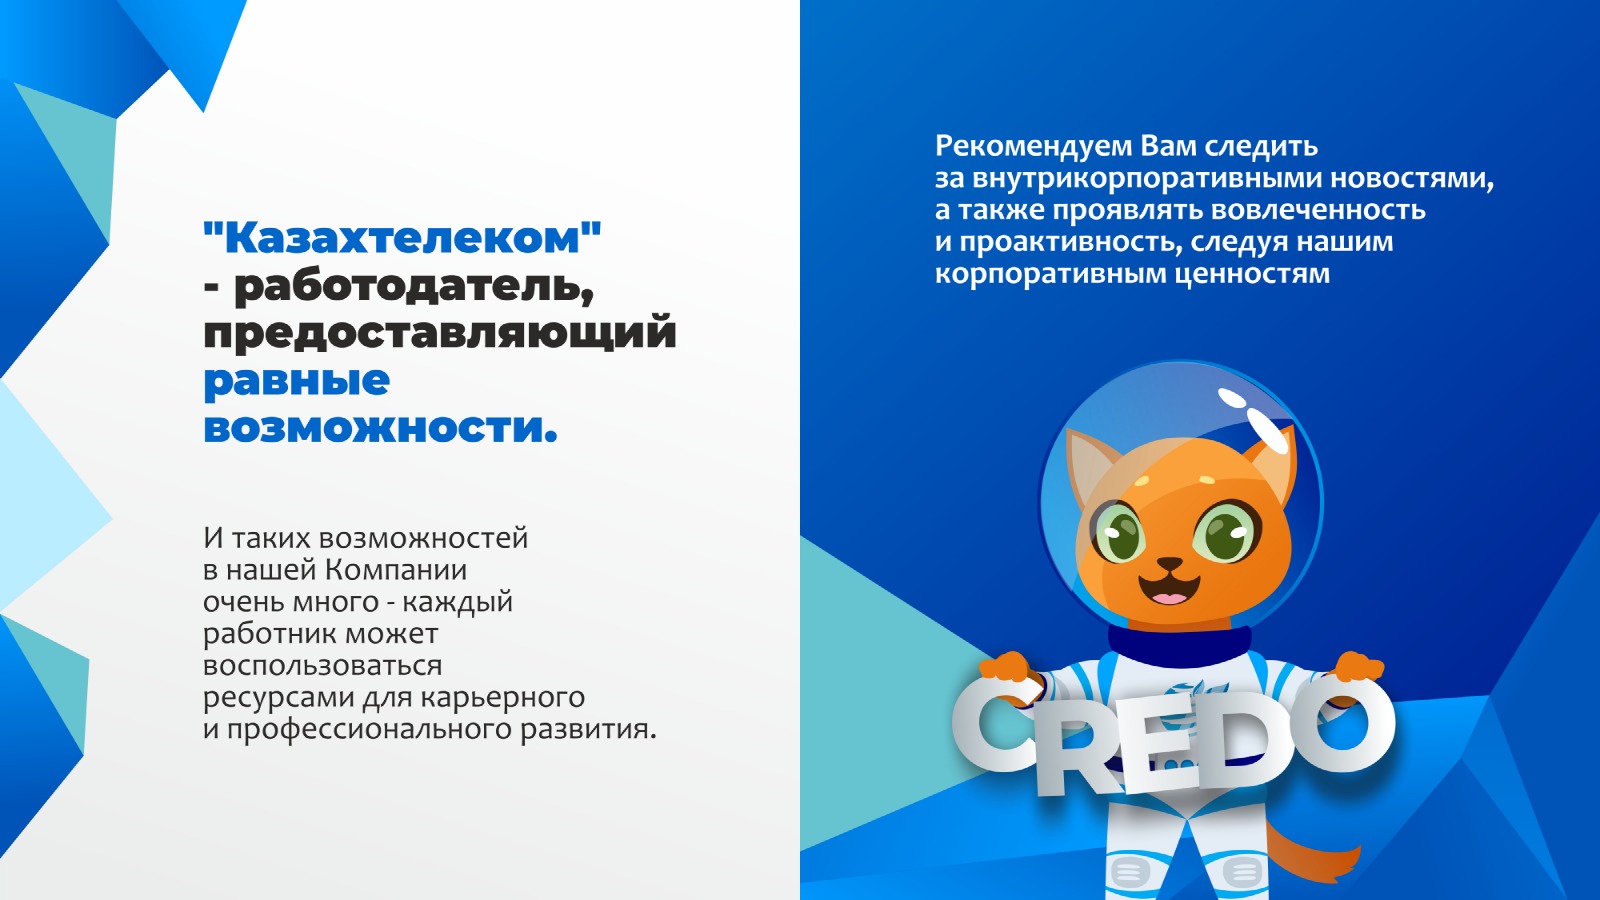 "Казахтелеком"
- работодатель,
предоставляющий
равные
возможности.
И таких возможностей
в нашей Компании
очень много - каждый
работник может
воспользоваться
ресурсами для карьерного
и профессионального развития.
Рекомендуем Вам следить
за внутрикорпоративными новостями,
а также проявлять вовлеченность
и проактивность, следуя нашим
корпоративным ценностям
CREDO